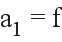 a₁ = f